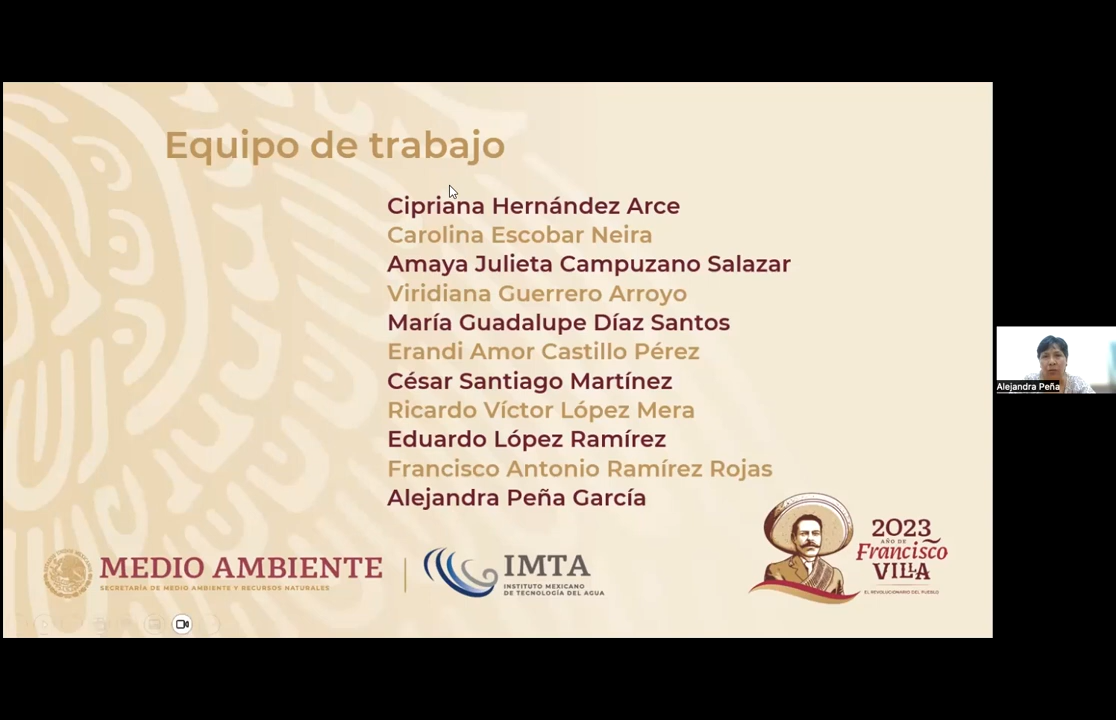 Equipo de trabajo
Cipriana Hernández Arce
Carolina Escobar Neira
Amaya Julieta Campuzano Salazar
Viridiana Guerrero Arroyo
María Guadalupe Díaz Santos
Erandi Amor Castillo Pérez
César Santiago Martínez
Ricardo Víctor López Mera
Eduardo López Ramírez
Francisco Antonio Ramírez Rojas
Alejandra Peña García
MEDIO AMBIENTE
SECRETARÍA DE MEDIO AMBIENTE Y RECURSOS NATURALES
IMTA
INSTITUTO MEXICANO
DE TECNOLOGÍA DEL AGUA
2023
AÑO DE
Francisco
VILLA
EL REVOLUCIONARIO DEL PUEBLO
Alejandra Peña